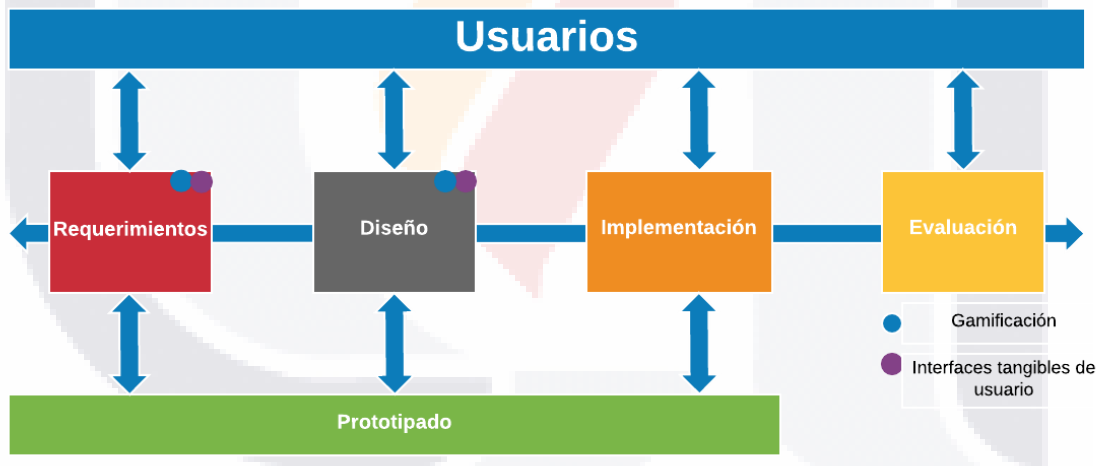 Usuarios
Requerimientos
Diseño
Implementación
Evaluación
Gamificación
Interfaces tangibles de
usuario
Prototipado